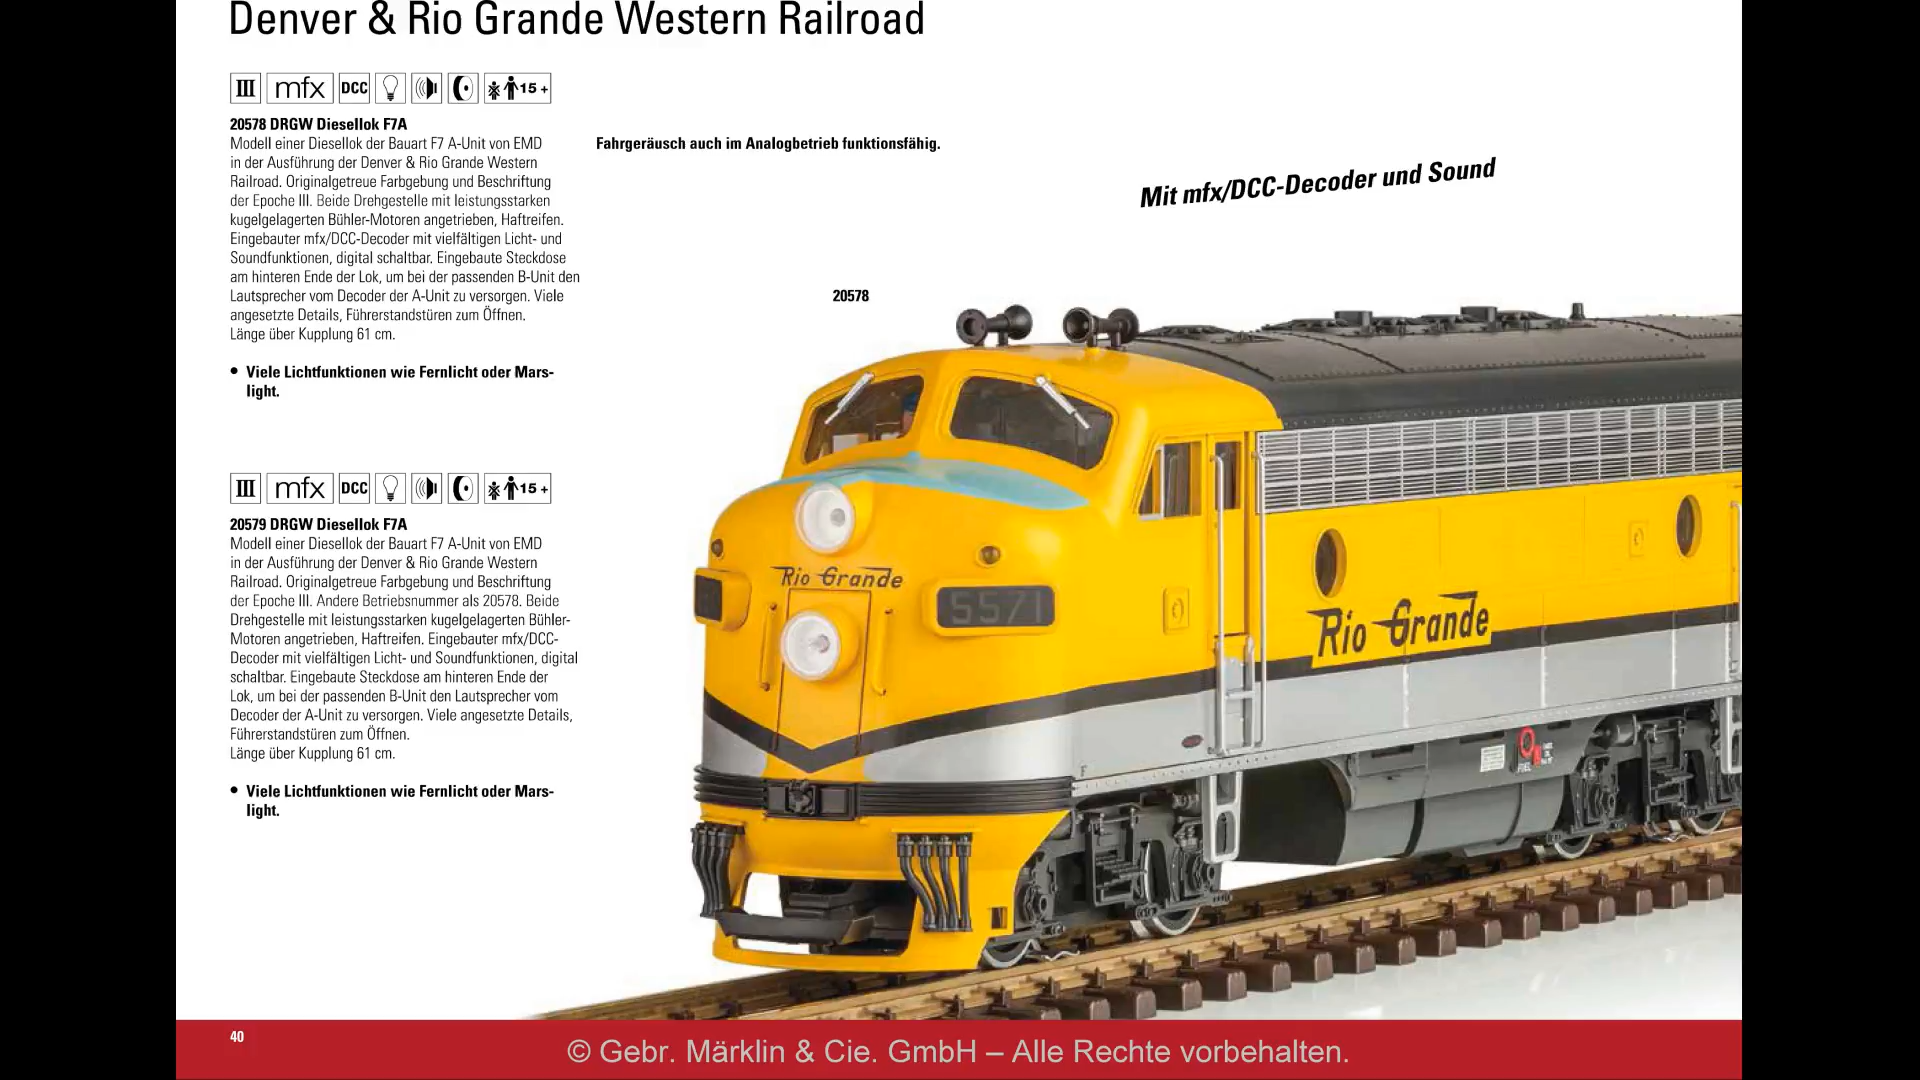 Denver & Rio Grande Western Railroad
III mfx DCC 15 +
20578 DRGW Diesellok F7A
Modell einer Diesellok der Bauart F7 A-Unit von EMD
in der Ausführung der Denver & Rio Grande Western
Railroad. Originalgetreue Farbgebung und Beschriftung
der Epoche III. Beide Drehgestelle mit leistungsstarken
kugelgelagerten Bühler-Motoren angetrieben, Haftreifen.
Eingebauter mfx/DCC-Decoder mit vielfältigen Licht- und
Soundfunktionen, digital schaltbar. Eingebaute Steckdose
am hinteren Ende der Lok, um bei der passenden B-Unit den
Lautsprecher vom Decoder der A-Unit zu versorgen. Viele
angesetzte Details, Führerstandstüren zum Öffnen.
Länge über Kupplung 61 cm.
• Viele Lichtfunktionen wie Fernlicht oder Mars-
light.
III mfx DCC 15 +
20579 DRGW Diesellok F7A
Modell einer Diesellok der Bauart F7 A-Unit von EMD
in der Ausführung der Denver & Rio Grande Western
Railroad. Originalgetreue Farbgebung und Beschriftung
der Epoche III. Andere Betriebsnummer als 20578. Beide
Drehgestelle mit leistungsstarken kugelgelagerten Bühler-
Motoren angetrieben, Haftreifen. Eingebauter mfx/DCC-
Decoder mit vielfältigen Licht- und Soundfunktionen, digital
schaltbar. Eingebaute Steckdose am hinteren Ende der
Lok, um bei der passenden B-Unit den Lautsprecher vom
Decoder der A-Unit zu versorgen. Viele angesetzte Details,
Führerstandstüren zum Öffnen.
Länge über Kupplung 61 cm.
• Viele Lichtfunktionen wie Fernlicht oder Mars-
light.
Fahrgeräusch auch im Analogbetrieb funktionsfähig.
Mit mfx/DCC-Decoder und Sound
20578
Rio Grande
5571
Rio Grande
FUEL
F
40
© Gebr. Märklin & Cie. GmbH – Alle Rechte vorbehalten.